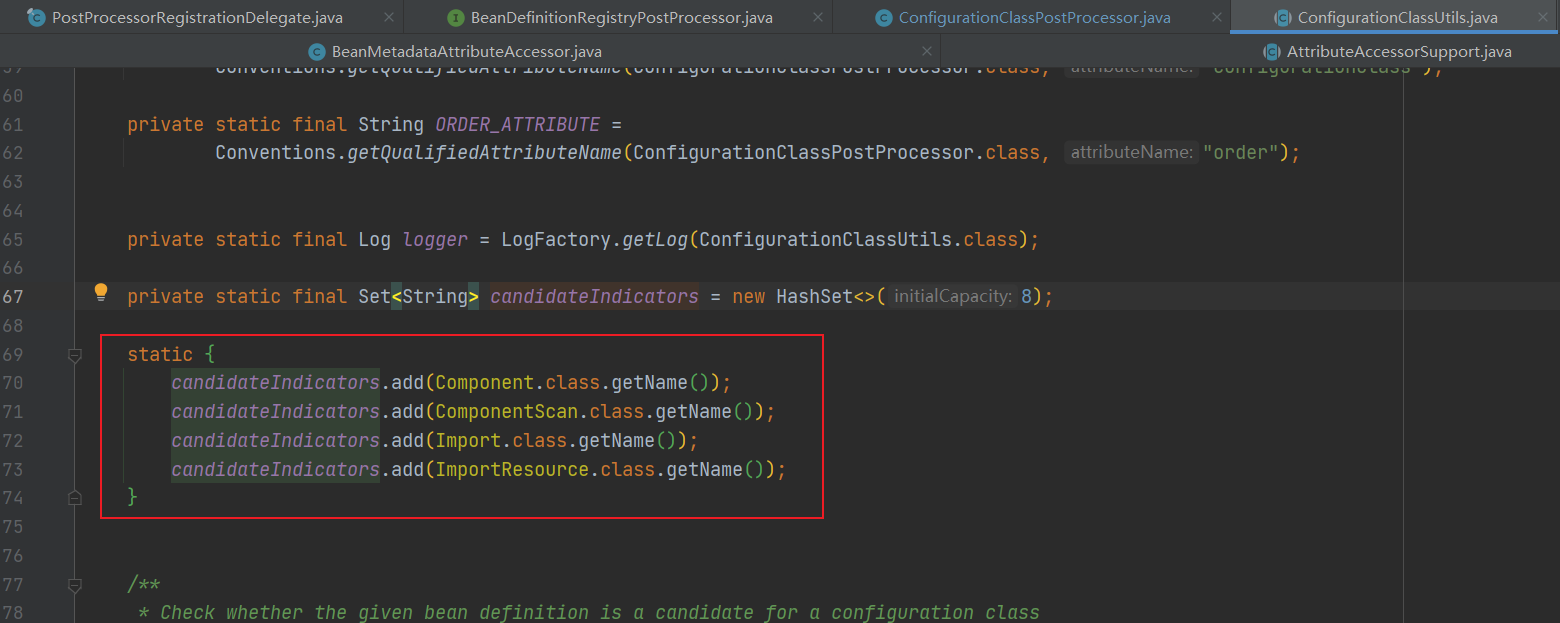 PostProcessorRegistrationDelegate.java
BeanDefinitionRegistryPostProcessor.java
ConfigurationClassPostProcessor.java
ConfigurationClassUtils.java
BeanMetadataAttributeAccessor.java
AttributeAccessorSupport.java
59 Conventions.getQualifiedAttributeName(ConfigurationClassPostProcessor.class, attributeName: "configurationClass");
60
61 private static final String ORDER_ATTRIBUTE =
62 Conventions.getQualifiedAttributeName(ConfigurationClassPostProcessor.class, attributeName: "order");
63
64
65 private static final Log logger = LogFactory.getLog(ConfigurationClassUtils.class);
66
67 private static final Set<String> candidateIndicators = new HashSet<>( initialCapacity: 8);
68
69 static {
70 candidateIndicators.add(Component.class.getName());
71 candidateIndicators.add(ComponentScan.class.getName());
72 candidateIndicators.add(Import.class.getName());
73 candidateIndicators.add(ImportResource.class.getName());
74 }
75
76
77 /**
78 * Check whether the given bean definition is a candidate for a configuration class